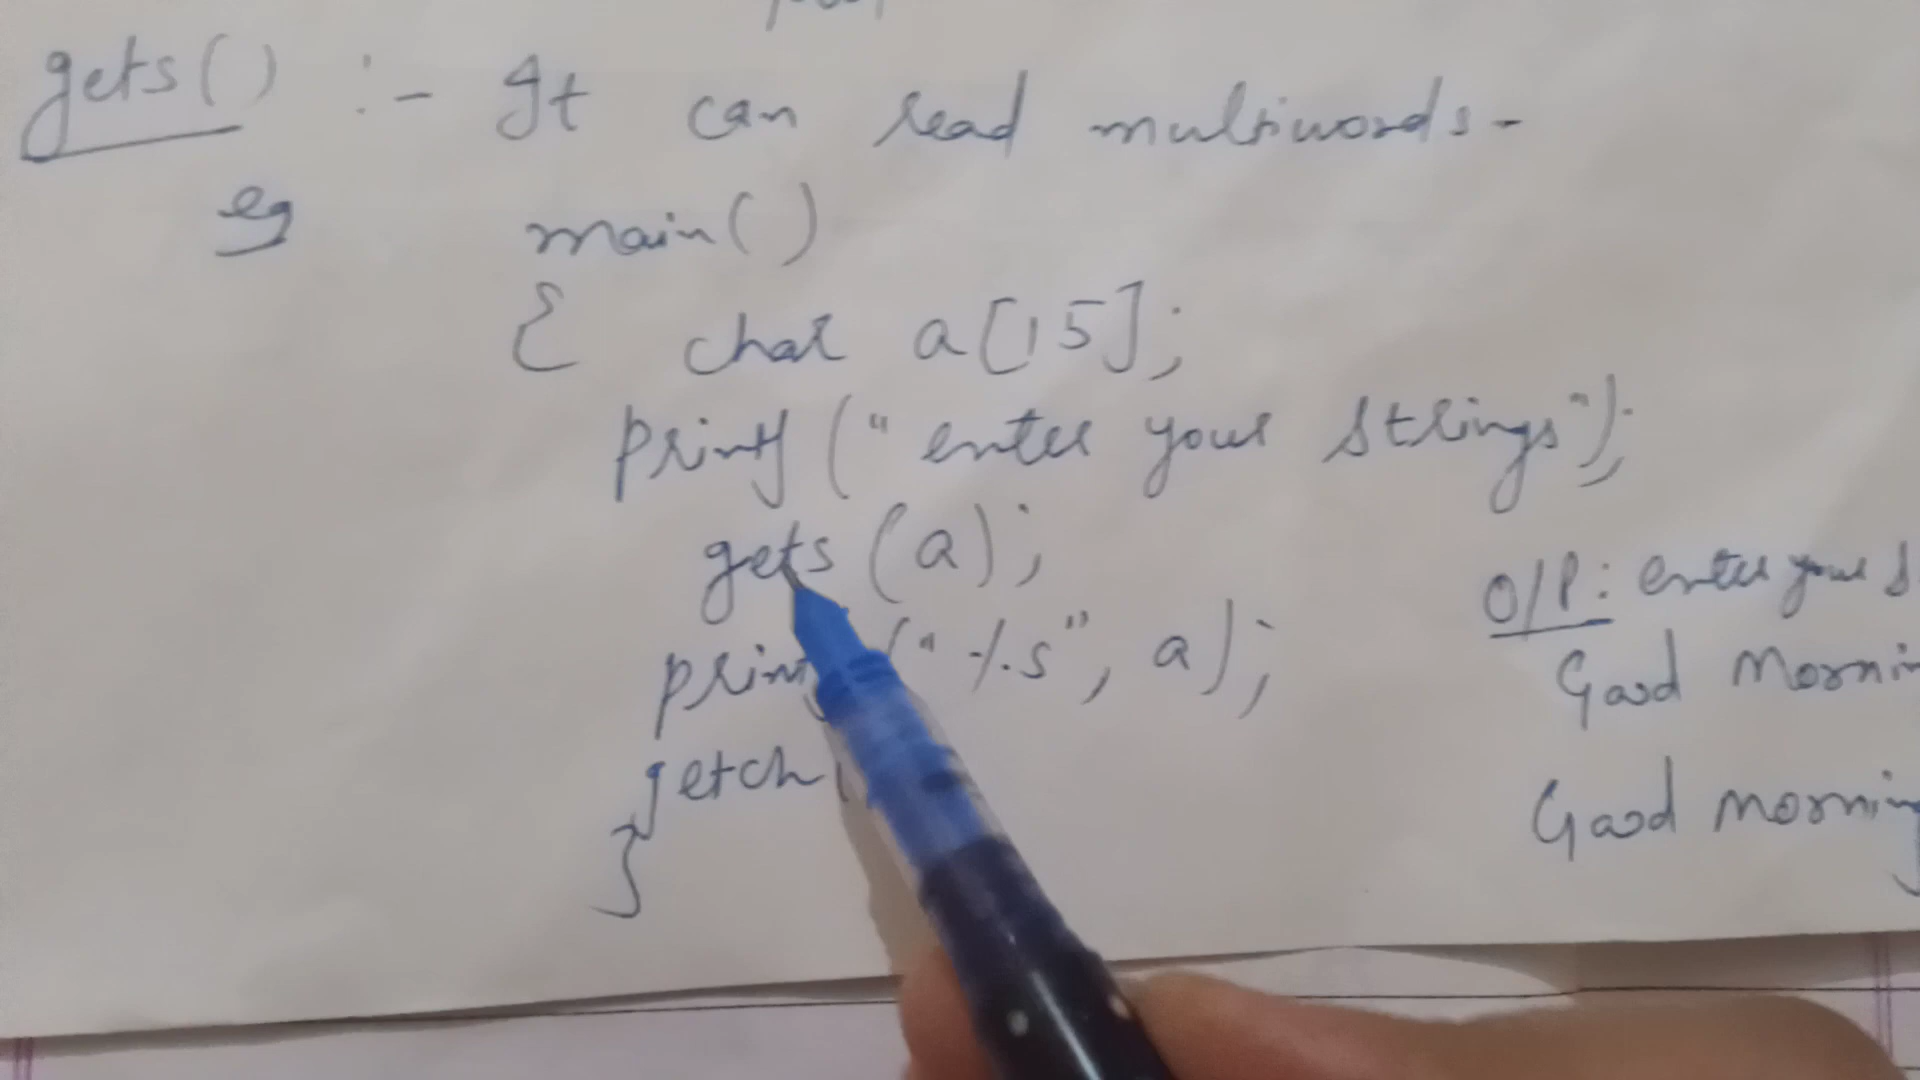 gets() :- It can read multiwords-
eg main()
{ char a[15];
printf("enter your strings");
gets(a);
printf("%s", a);
getch(
}
O/P: enter your s
Good Mornin
Good morning